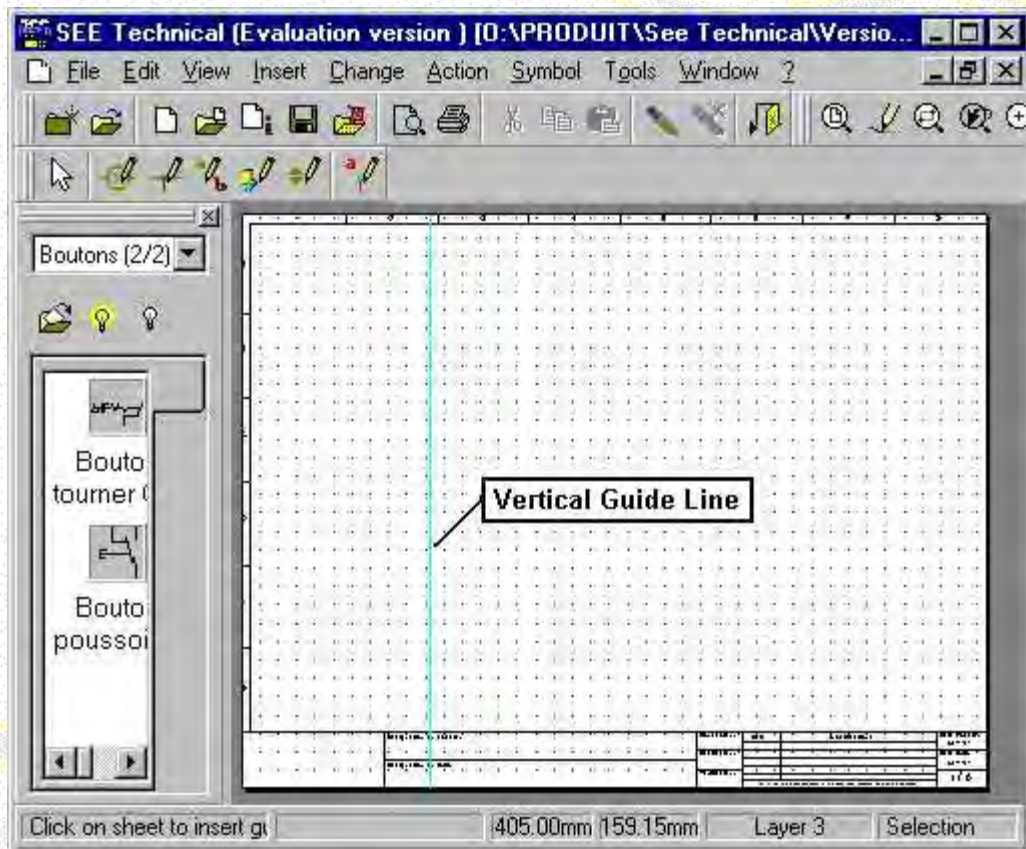 SEE Technical (Evaluation version ) [O:\PRODUIT\See Technical\Versio...
File Edit View Insert Change Action Symbol Tools Window ?
Boutons (2/2)
Bouto
tourner (
Bouto
poussoi
Vertical Guide Line
Click on sheet to insert gu
405.00mm 159.15mm Layer 3 Selection